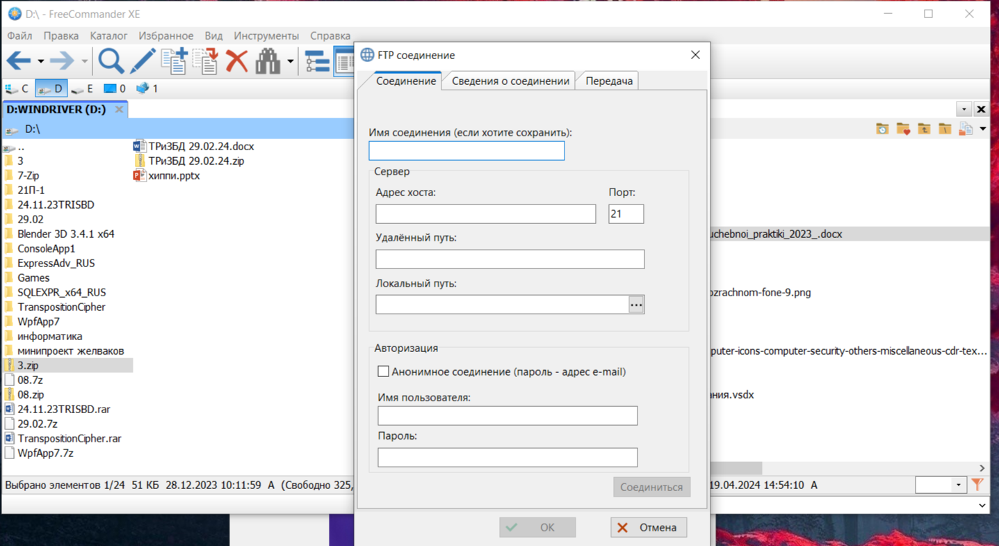 D:\ - FreeCommander XE
Файл Правка Каталог Избранное Вид Инструменты Справка
C D E 0 1
D:WINDRIVER (D:)
D:\
..
3
7-Zip
21П-1
24.11.23TRISBD
29.02
Blender 3D 3.4.1 x64
ConsoleApp1
ExpressAdv_RUS
Games
SQLEXPR_x64_RUS
TranspositionCipher
WpfApp7
информатика
минипроект желваков
3.zip
08.7z
08.zip
24.11.23TRISBD.rar
29.02.7z
TranspositionCipher.rar
WpfApp7.7z
ТРиЗБД 29.02.24.docx
ТРиЗБД 29.02.24.zip
хиппи.pptx
Выбрано элементов 1/24 51 КБ 28.12.2023 10:11:59 A (Свободно 325,
FTP соединение
Соединение Сведения о соединении Передача
Имя соединения (если хотите сохранить):
Сервер
Адрес хоста: Порт:
21
Удалённый путь:
Локальный путь:
...
Авторизация
Анонимное соединение (пароль - адрес e-mail)
Имя пользователя:
Пароль:
Соединиться
OK Отмена
uchebnoi_praktiki_2023_.docx
ozrachnom-fone-9.png
puter-icons-computer-security-others-miscellaneous-cdr-tex...
ния.vsdx
19.04.2024 14:54:10 A